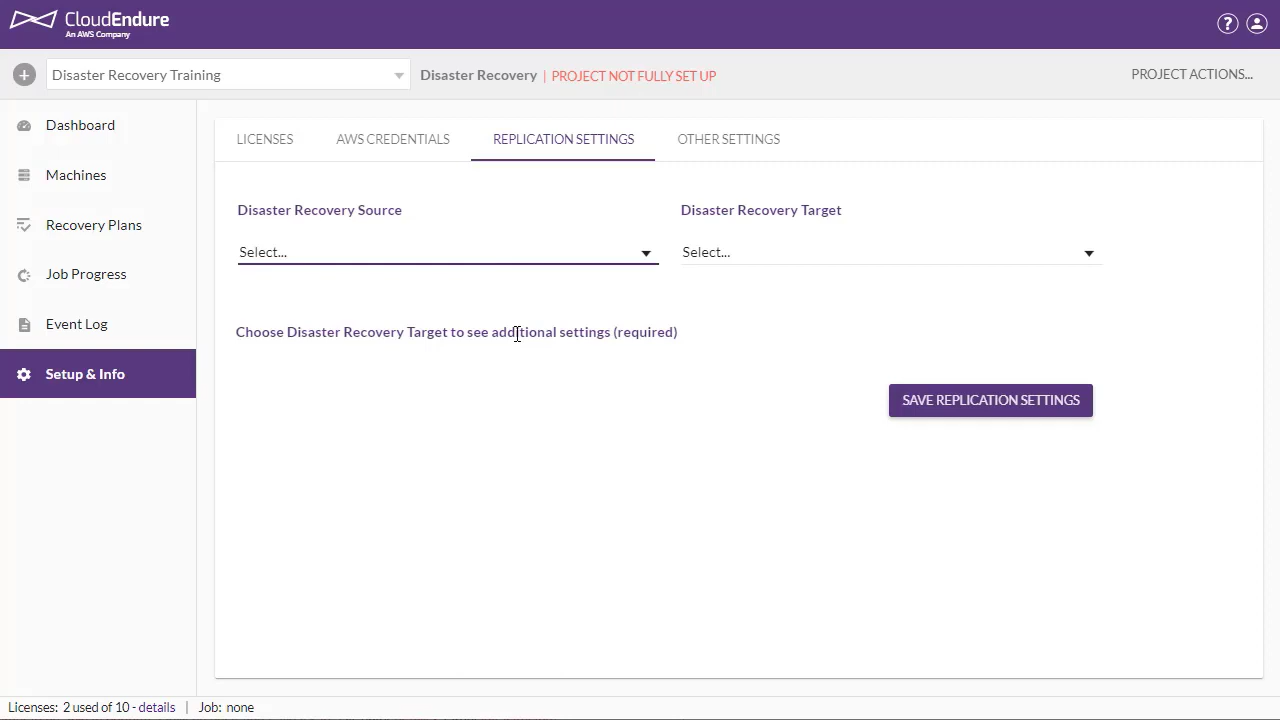 CloudEndure
An AWS Company
?
Disaster Recovery Training
Disaster Recovery | PROJECT NOT FULLY SET UP
PROJECT ACTIONS...
Dashboard
Machines
Recovery Plans
Job Progress
Event Log
Setup & Info
LICENSES
AWS CREDENTIALS
REPLICATION SETTINGS
OTHER SETTINGS
Disaster Recovery Source
Disaster Recovery Target
Select...
Select...
Choose Disaster Recovery Target to see additional settings (required)
SAVE REPLICATION SETTINGS
Licenses: 2 used of 10 - details | Job: none